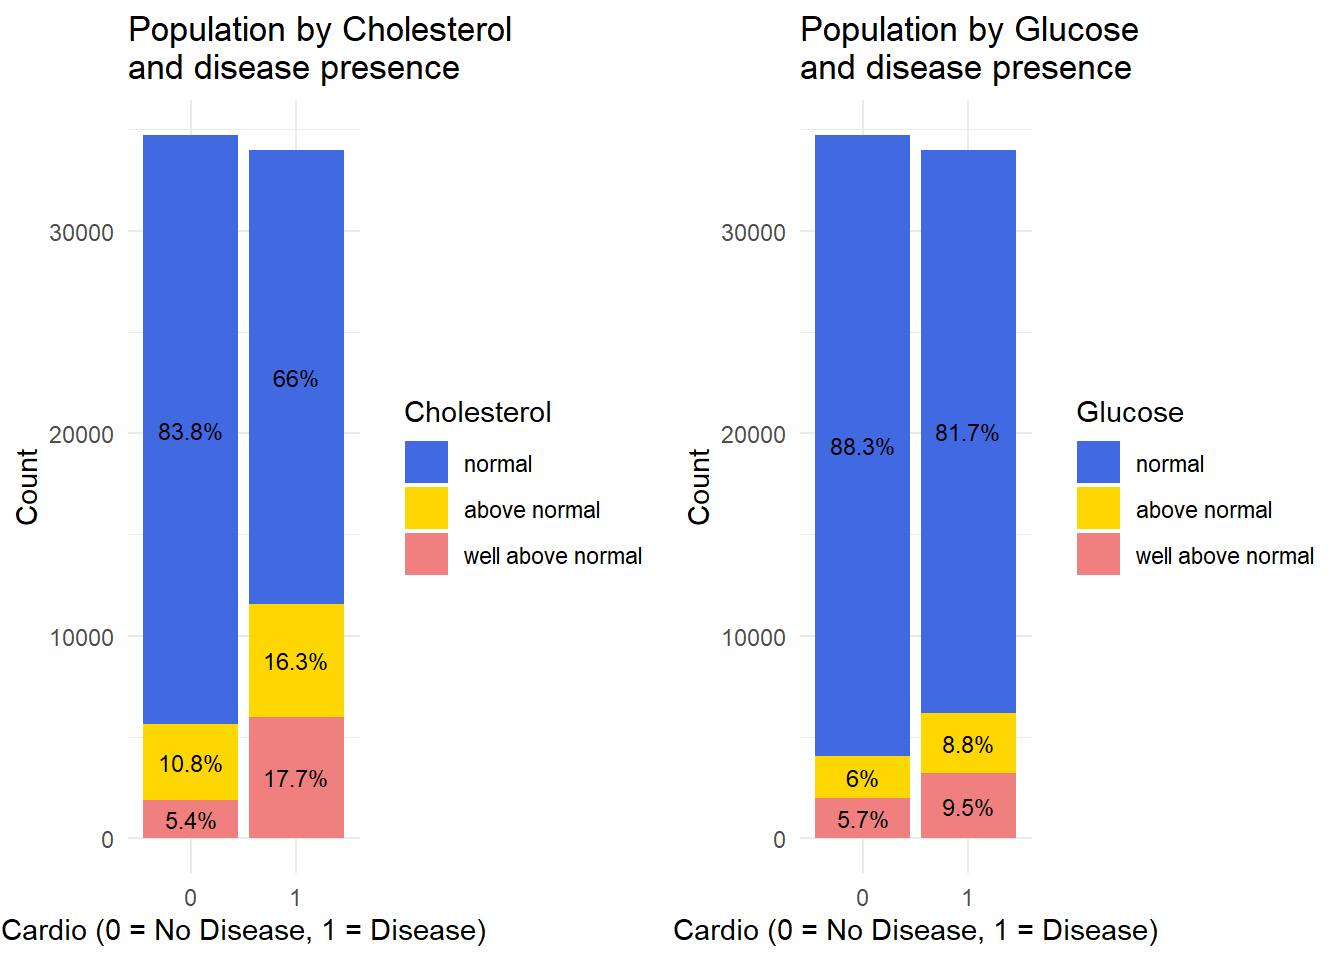 Population by Cholesterol
and disease presence
30000
20000
10000
0
Count
66%
83.8%
16.3%
10.8%
17.7%
5.4%
0 1
Cardio (0 = No Disease, 1 = Disease)
Cholesterol
normal
above normal
well above normal
Population by Glucose
and disease presence
30000
20000
10000
0
Count
81.7%
88.3%
8.8%
6%
9.5%
5.7%
0 1
Cardio (0 = No Disease, 1 = Disease)
Glucose
normal
above normal
well above normal